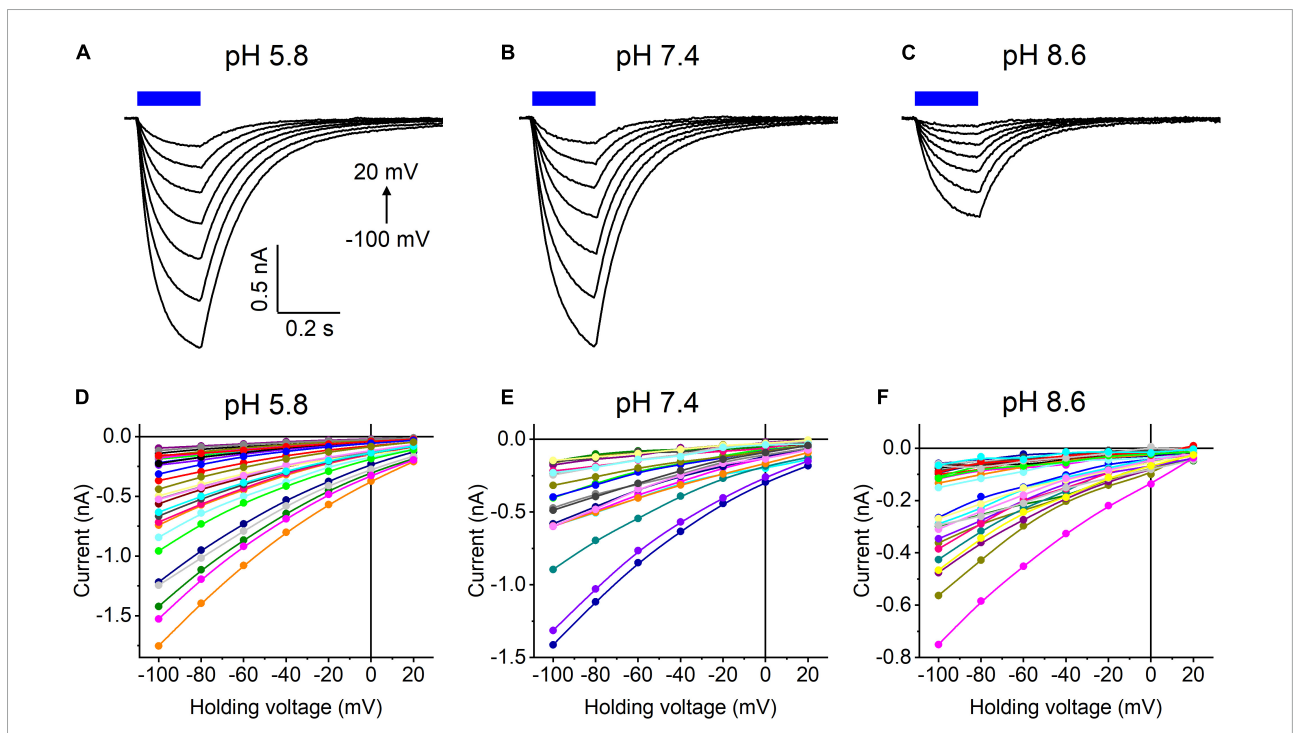 A
pH 5.8
B
pH 7.4
C
pH 8.6
20 mV
-100 mV
0.5 nA
0.2 s
D
pH 5.8
E
pH 7.4
F
pH 8.6
0.0
-0.5
-1.0
-1.5
Current (nA)
-100 -80 -60 -40 -20 0 20
Holding voltage (mV)
0.0
-0.5
-1.0
-1.5
Current (nA)
-100 -80 -60 -40 -20 0 20
Holding voltage (mV)
0.0
-0.2
-0.4
-0.6
-0.8
Current (nA)
-100 -80 -60 -40 -20 0 20
Holding voltage (mV)